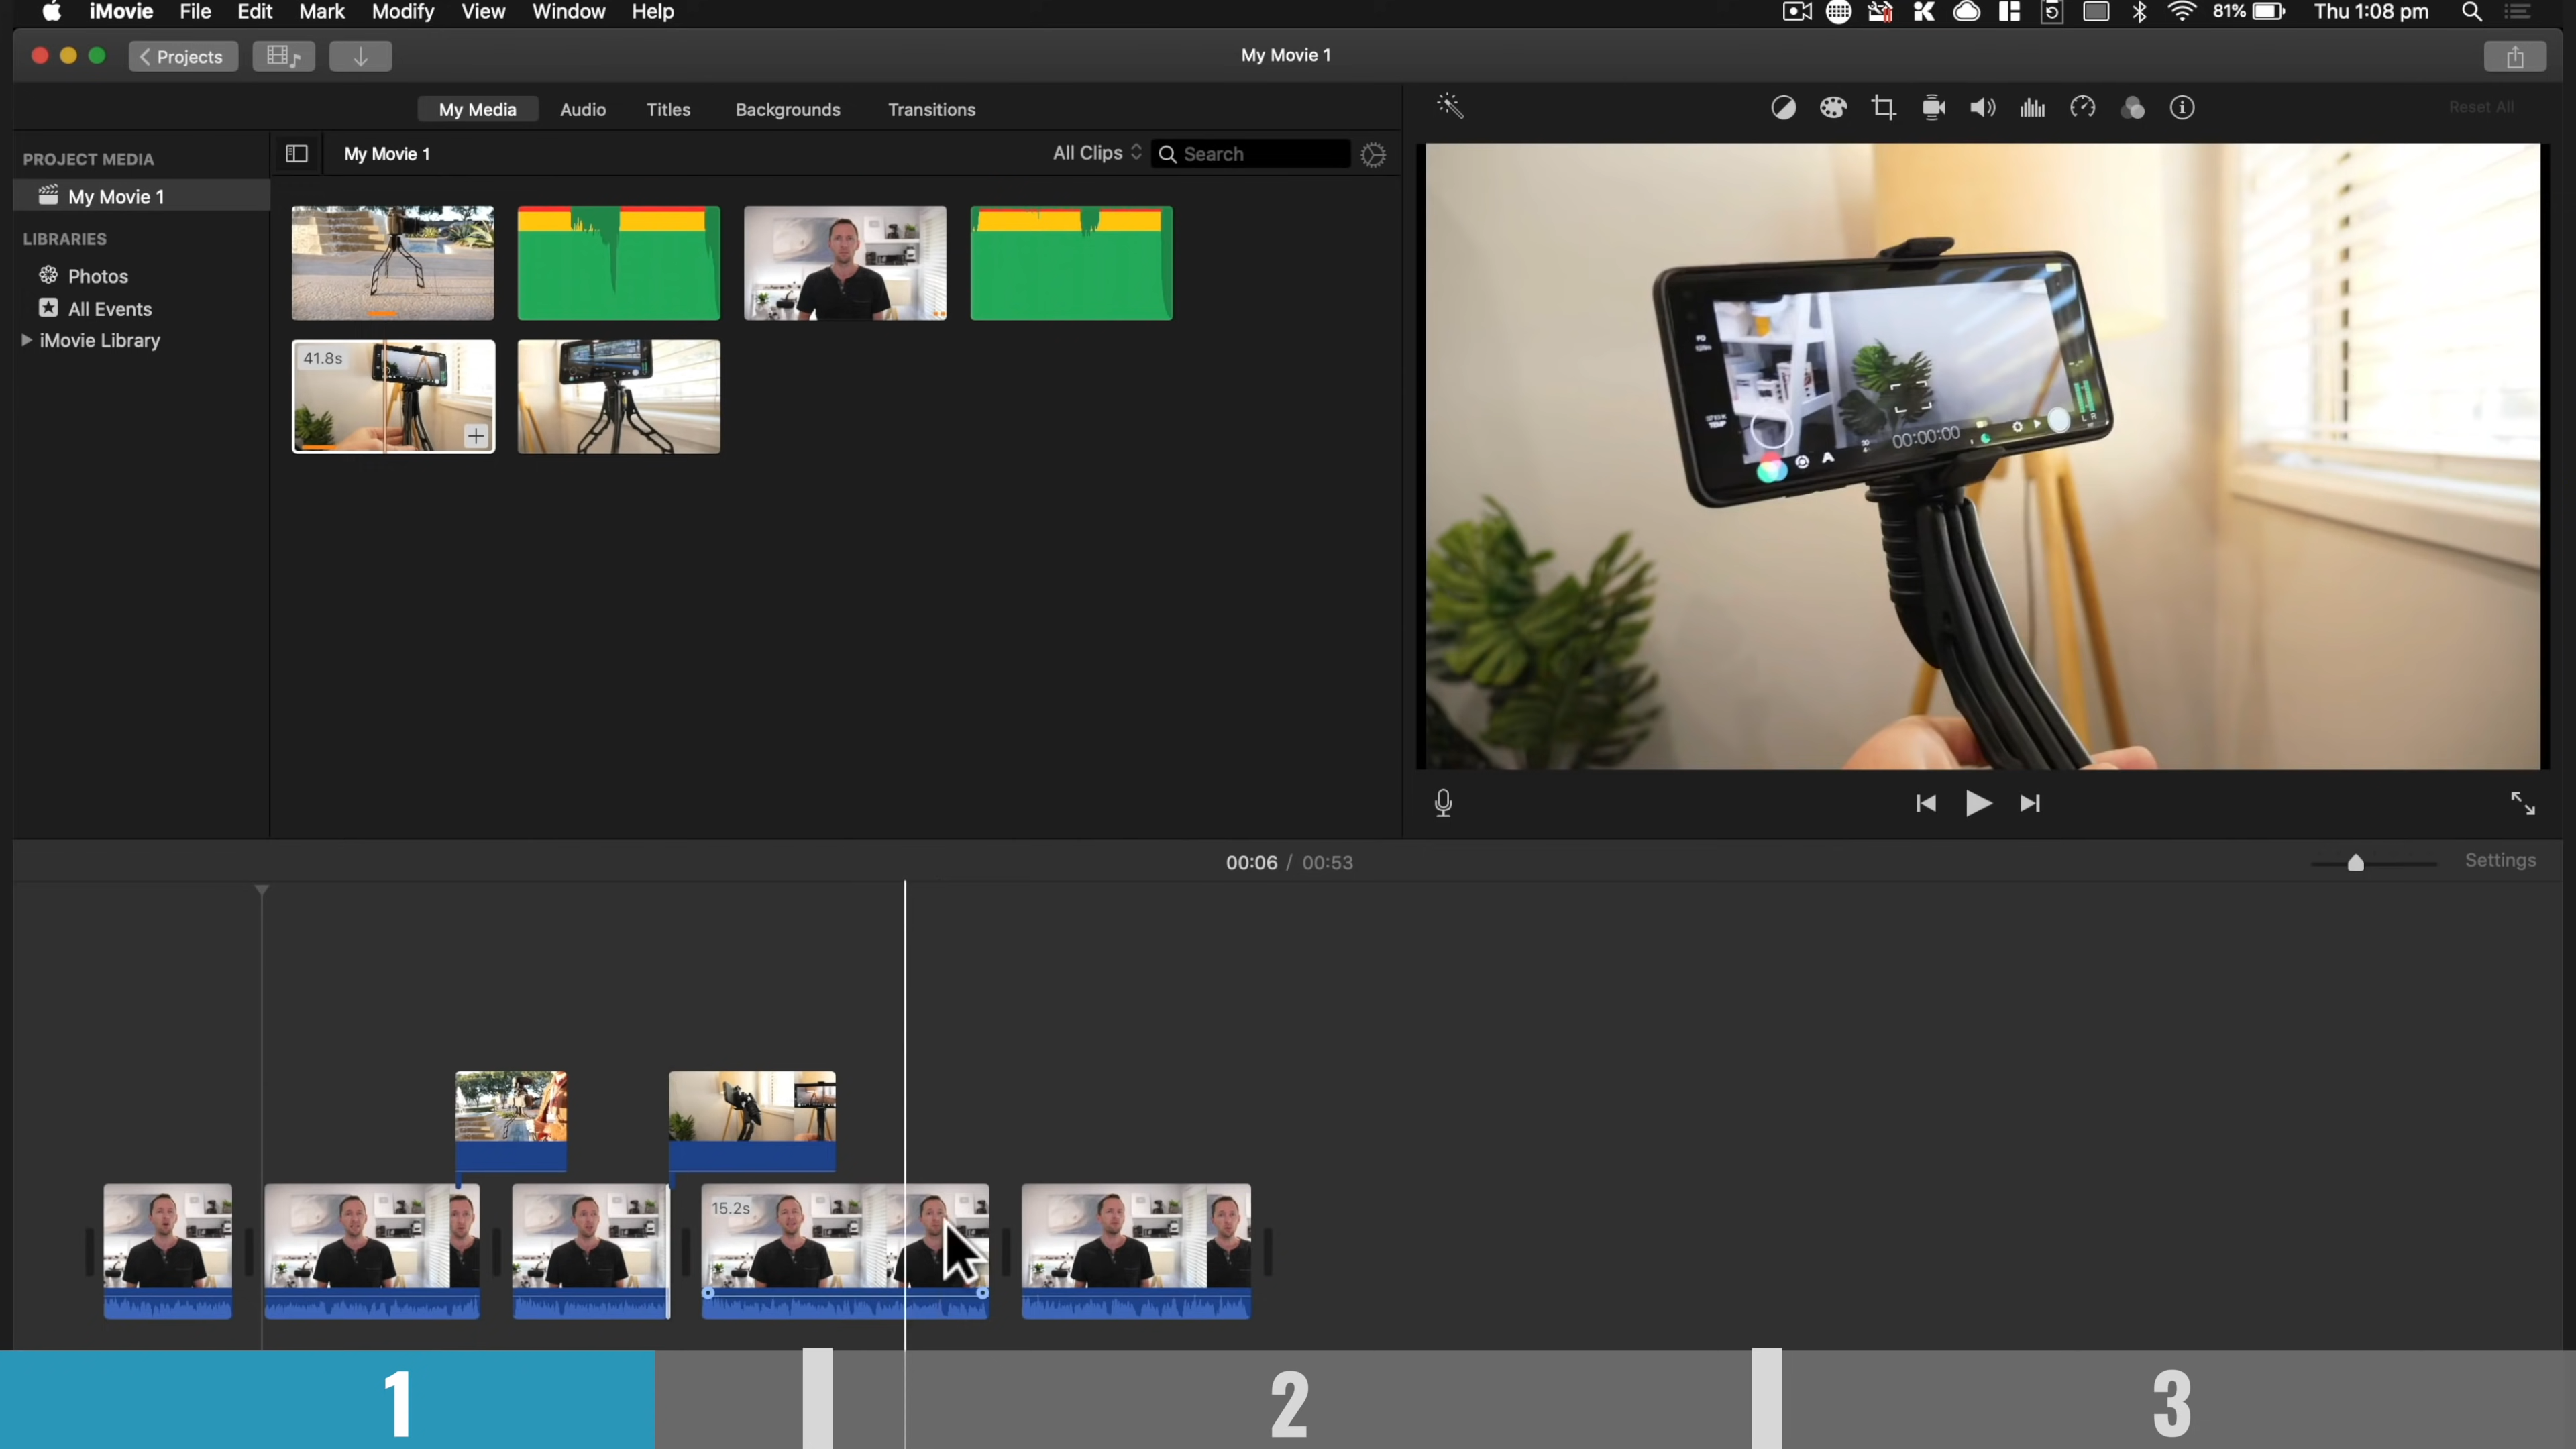 iMovie File Edit Mark Modify View Window Help 81% Thu 1:08 pm
Projects My Movie 1
My Media Audio Titles Backgrounds Transitions Reset All
PROJECT MEDIA My Movie 1 All Clips Search
My Movie 1
LIBRARIES
Photos
All Events
iMovie Library
41.8s
00:00:00
00:06 / 00:53 Settings
15.2s
1 2 3